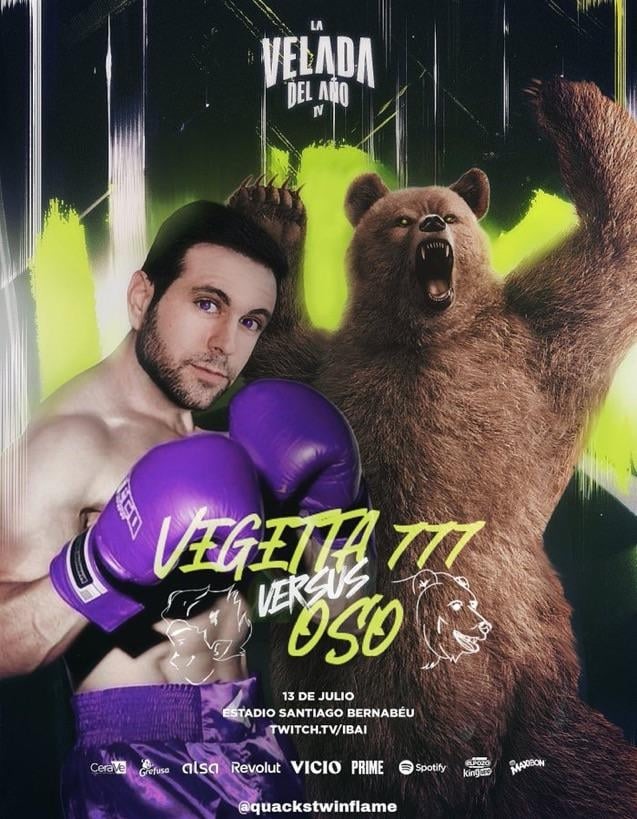 LA
VELADA
DEL AÑO
IV
VEGETTA 777
VERSUS
OSO
13 DE JULIO
ESTADIO SANTIAGO BERNABÉU
TWITCH.TV/IBAI
CeraVe Grefusa alsa Revolut VICIO PRIME Spotify ELPOZO King upp MAXIBON
@quackstwinflame